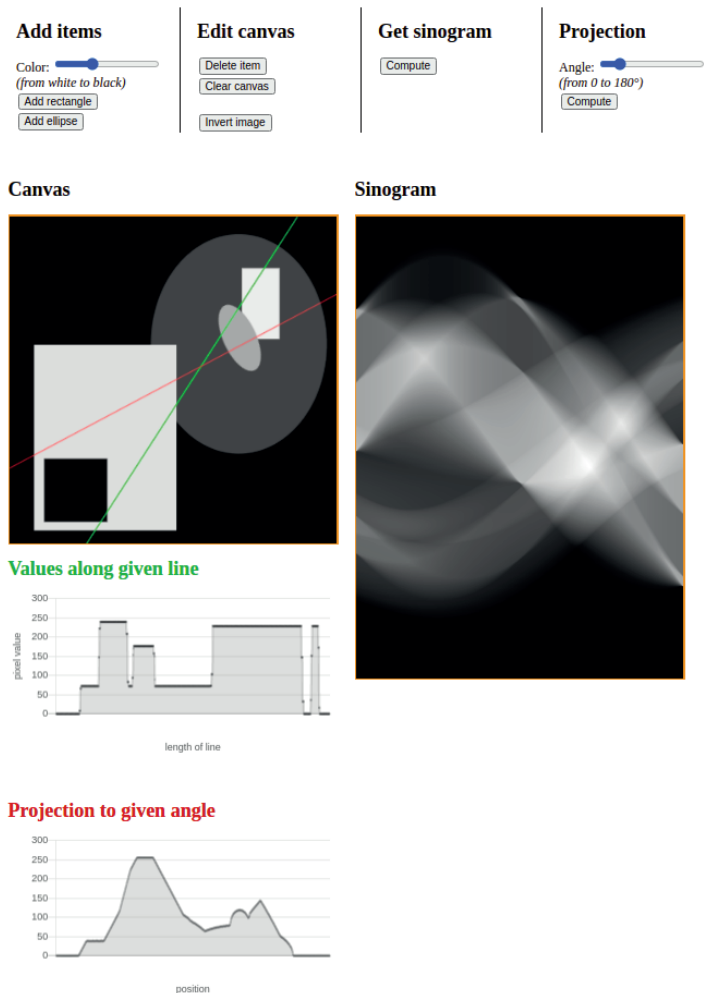 Add items
Color:
(from white to black)
Add rectangle
Add ellipse
Edit canvas
Delete item
Clear canvas
Invert image
Get sinogram
Compute
Projection
Angle:
(from 0 to 180°)
Compute
Canvas
Sinogram
Values along given line
300
250
200
150
100
50
0
pixel value
length of line
Projection to given angle
300
250
200
150
100
50
0
position